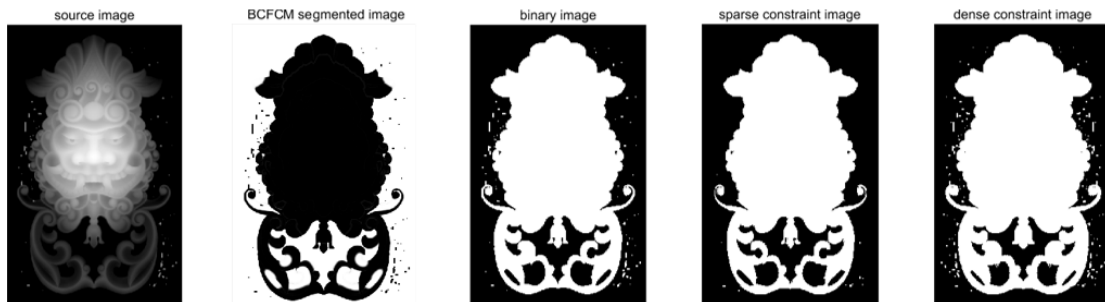 source image
BCFCM segmented image
binary image
sparse constraint image
dense constraint image